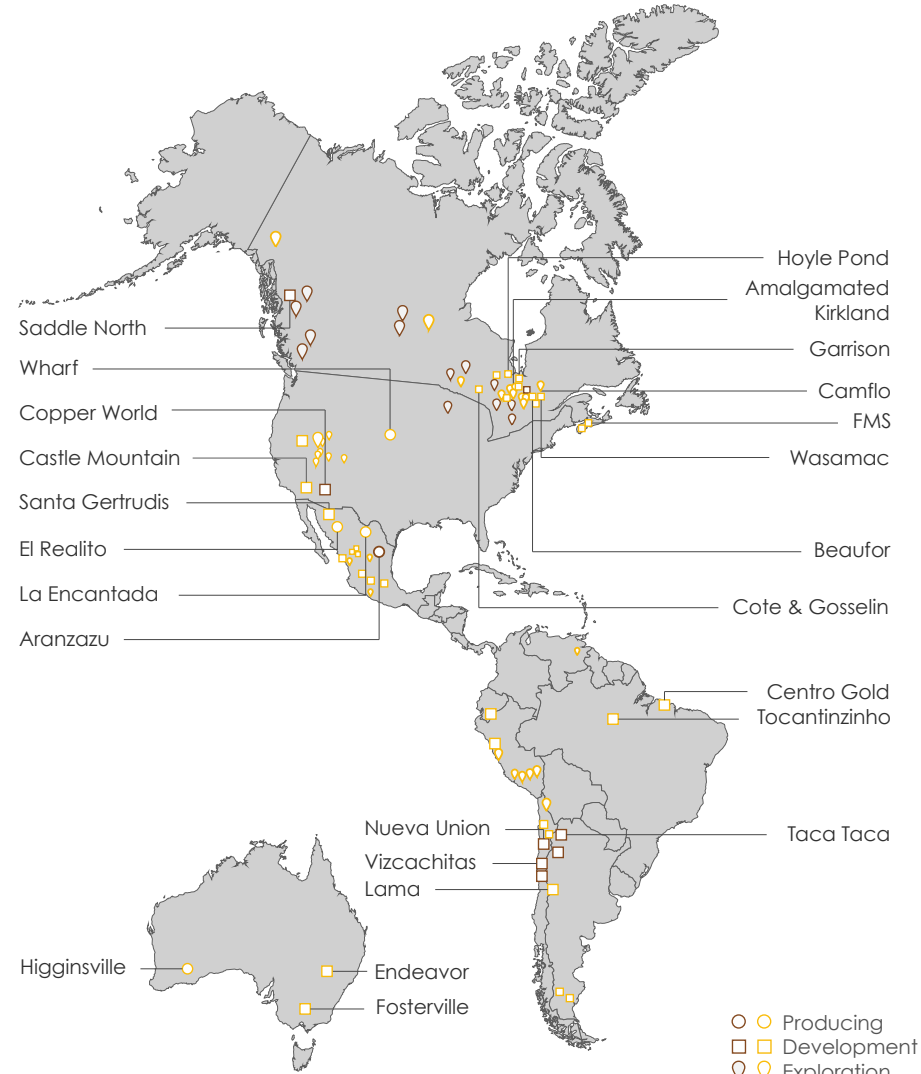 Hoyle Pond
Amalgamated
Kirkland
Garrison
Camflo
FMS
Wasamac
Beaufor
Cote & Gosselin
Saddle North
Wharf
Copper World
Castle Mountain
Santa Gertrudis
El Realito
La Encantada
Aranzazu
Centro Gold
Tocantinzinho
Taca Taca
Nueva Union
Vizcachitas
Lama
Higginsville
Endeavor
Fosterville
Producing
Development
Exploration